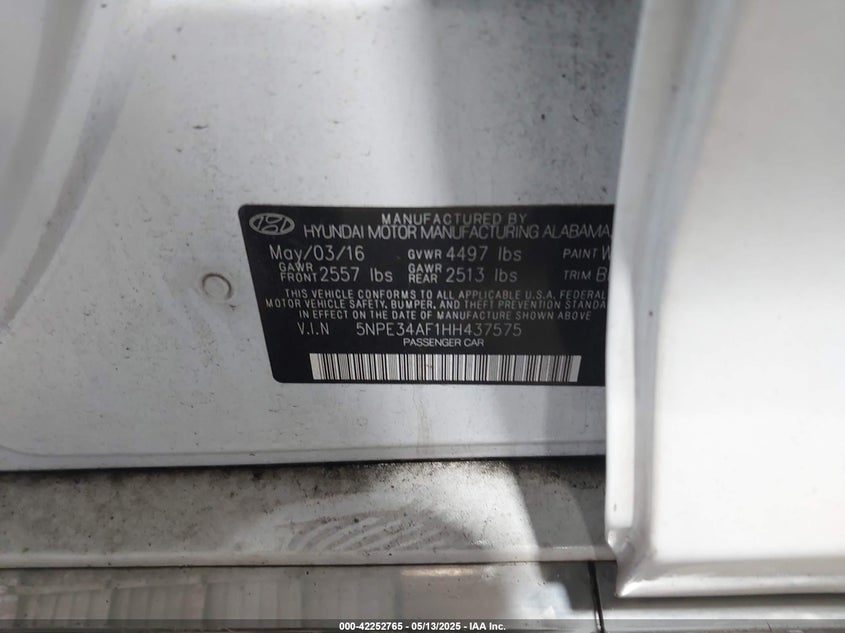 MANUFACTURED BY
HYUNDAI MOTOR MANUFACTURING ALABAMA,
May/03/16 GVWR 4497 lbs PAINT W
GAWR FRONT 2557 lbs GAWR REAR 2513 lbs TRIM B
THIS VEHICLE CONFORMS TO ALL APPLICABLE U.S.A. FEDERAL
MOTOR VEHICLE SAFETY, BUMPER, AND THEFT PREVENTION STANDA
IN EFFECT ON THE DATE OF MANUFACTURE SHOWN ABOVE
V.I.N 5NPE34AF1HH437575
PASSENGER CAR
000-42252765 - 05/13/2025 - IAA Inc.